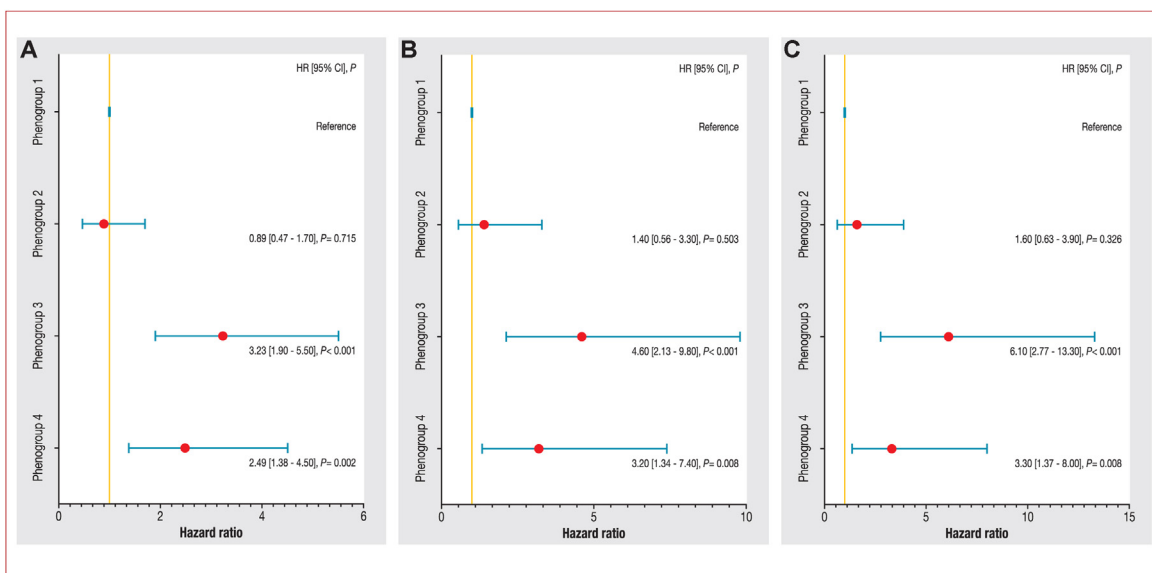 A
HR [95% CI], P
Phenogroup 1
Reference
Phenogroup 2
0.89 [0.47 - 1.70], P= 0.715
Phenogroup 3
3.23 [1.90 - 5.50], P< 0.001
Phenogroup 4
2.49 [1.38 - 4.50], P= 0.002
0 2 4 6
Hazard ratio
B
HR [95% CI], P
Phenogroup 1
Reference
Phenogroup 2
1.40 [0.56 - 3.30], P= 0.503
Phenogroup 3
4.60 [2.13 - 9.80], P< 0.001
Phenogroup 4
3.20 [1.34 - 7.40], P= 0.008
0 5 10
Hazard ratio
C
HR [95% CI], P
Phenogroup 1
Reference
Phenogroup 2
1.60 [0.63 - 3.90], P= 0.326
Phenogroup 3
6.10 [2.77 - 13.30], P< 0.001
Phenogroup 4
3.30 [1.37 - 8.00], P= 0.008
0 5 10 15
Hazard ratio